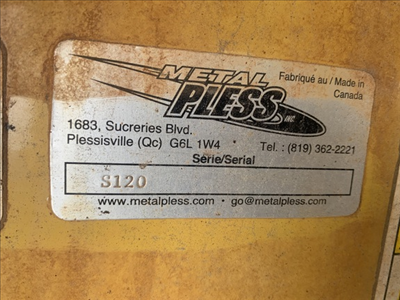 METAL
PLESS INC.
Fabriqué au / Made in
Canada
1683, Sucreries Blvd.
Plessisville (Qc) G6L 1W4
Tel. : (819) 362-2221
Série/Serial
S120
www.metalpless.com • go@metalpless.com